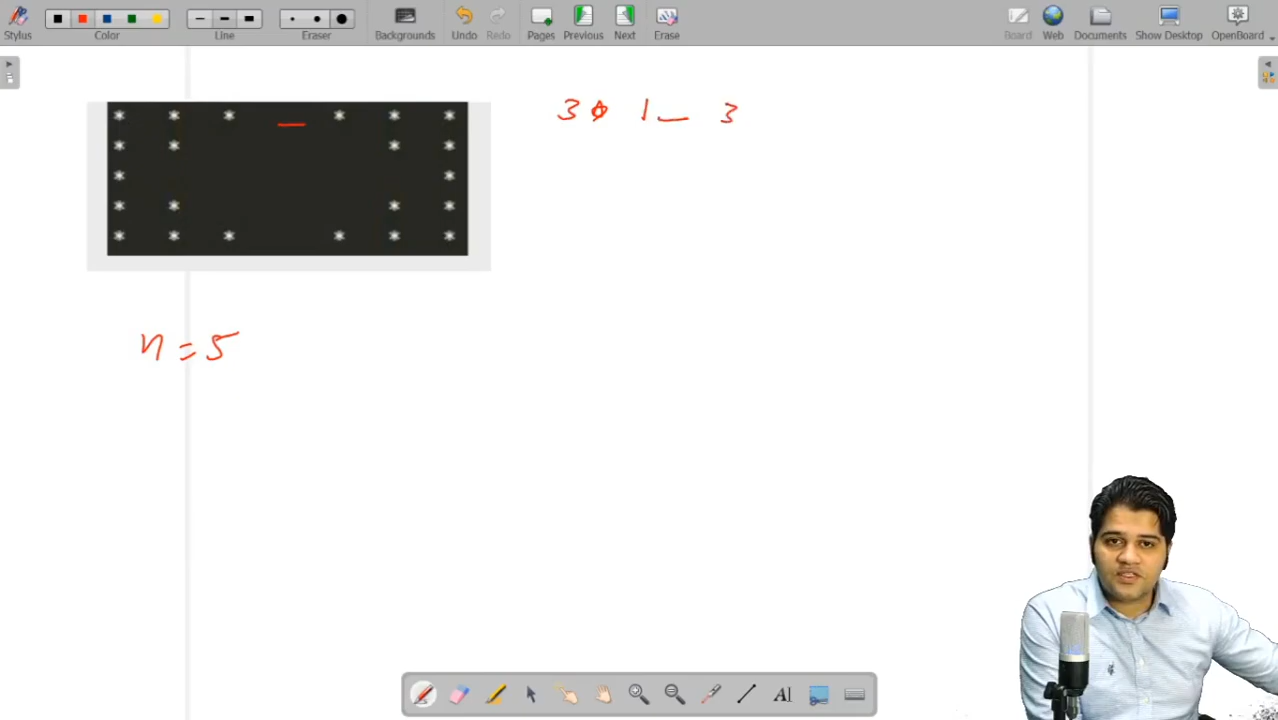 Stylus
Color
Line
Eraser
Backgrounds
Undo
Redo
Pages
Previous
Next
Erase
Board
Web
Documents
Show Desktop
OpenBoard
* * * _ * * *
* * * *
* *
* * * *
* * * * * *
3* 1_ 3
n = 5
A